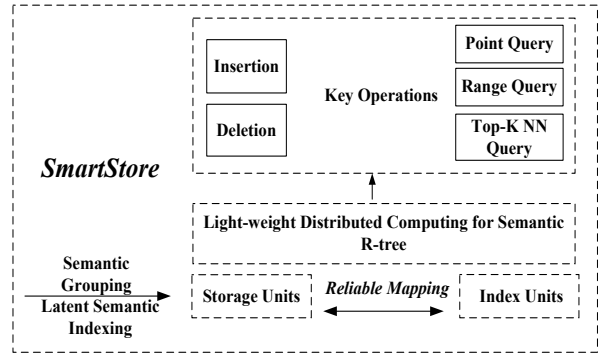 Insertion
Deletion
Key Operations
Point Query
Range Query
Top-K NN
Query
SmartStore
Light-weight Distributed Computing for Semantic
R-tree
Semantic
Grouping
Latent Semantic
Indexing
Storage Units
Reliable Mapping
Index Units